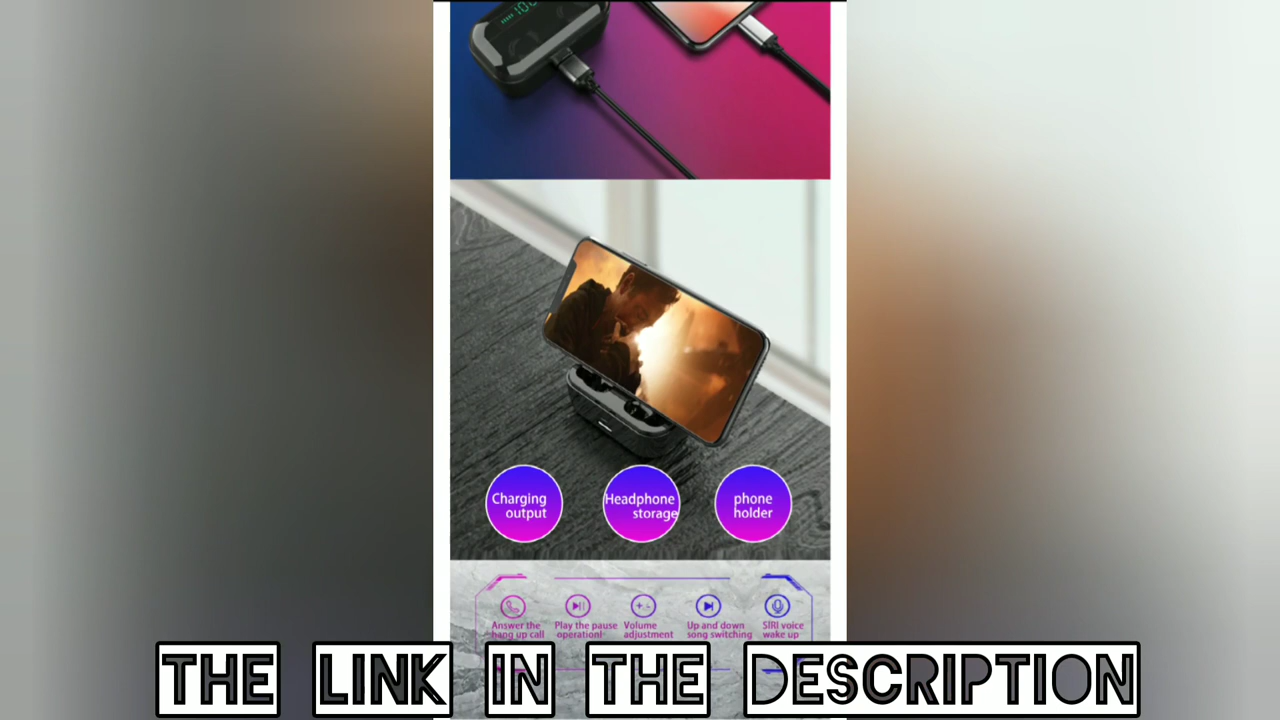 Charging
output
Headphone
storage
phone
holder
Answer the
hang up call
Play the pause
operation!
Volume
adjustment
Up and down
song switching
SIRI voice
wake up
THE LINK IN THE DESCRIPTION